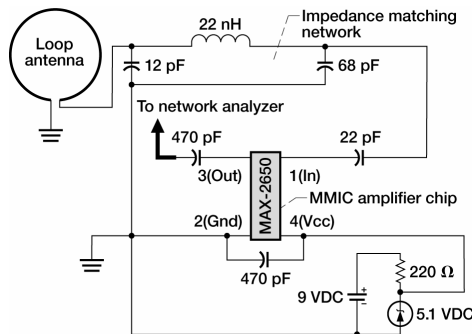 Loop
antenna
22 nH
Impedance matching
network
12 pF
68 pF
To network analyzer
470 pF
22 pF
3(Out)
1(In)
MAX-2650
MMIC amplifier chip
2(Gnd)
4(Vcc)
470 pF
9 VDC
+
–
220 Ω
5.1 VDC